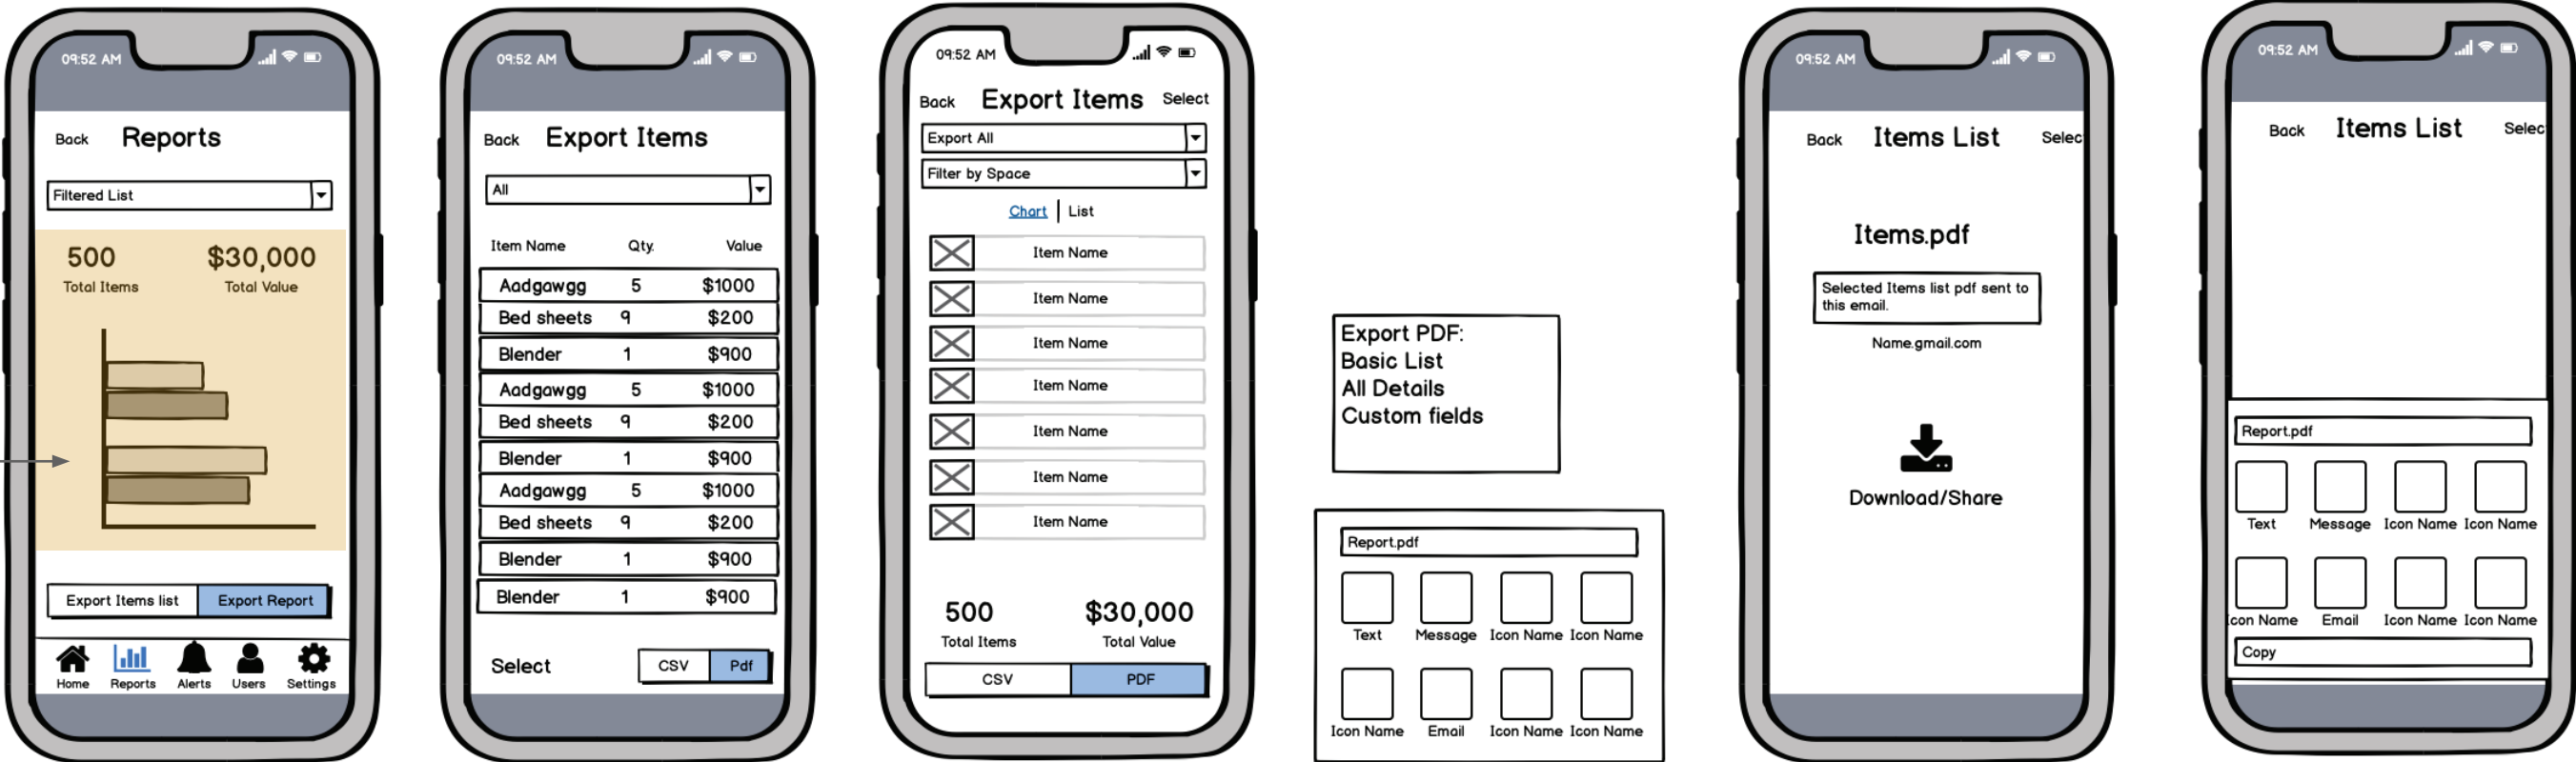 09:52 AM
Back Reports
Filtered List
500 $30,000
Total Items Total Value
Export Items list Export Report
Home Reports Alerts Users Settings
09:52 AM
Back Export Items
All
Item Name Qty. Value
Aadgawgg 5 $1000
Bed sheets 9 $200
Blender 1 $900
Aadgawgg 5 $1000
Bed sheets 9 $200
Blender 1 $900
Aadgawgg 5 $1000
Bed sheets 9 $200
Blender 1 $900
Blender 1 $900
Select CSV Pdf
09:52 AM
Back Export Items Select
Export All
Filter by Space
Chart List
Item Name
Item Name
Item Name
Item Name
Item Name
Item Name
Item Name
500 $30,000
Total Items Total Value
CSV PDF
Export PDF:
Basic List
All Details
Custom fields
Report.pdf
Text Message Icon Name Icon Name
Icon Name Email Icon Name Icon Name
09:52 AM
Back Items List Selec
Items.pdf
Selected Items list pdf sent to
this email.
Name.gmail.com
Download/Share
09:52 AM
Back Items List Selec
Report.pdf
Text Message Icon Name Icon Name
con Name Email Icon Name Icon Name
Copy